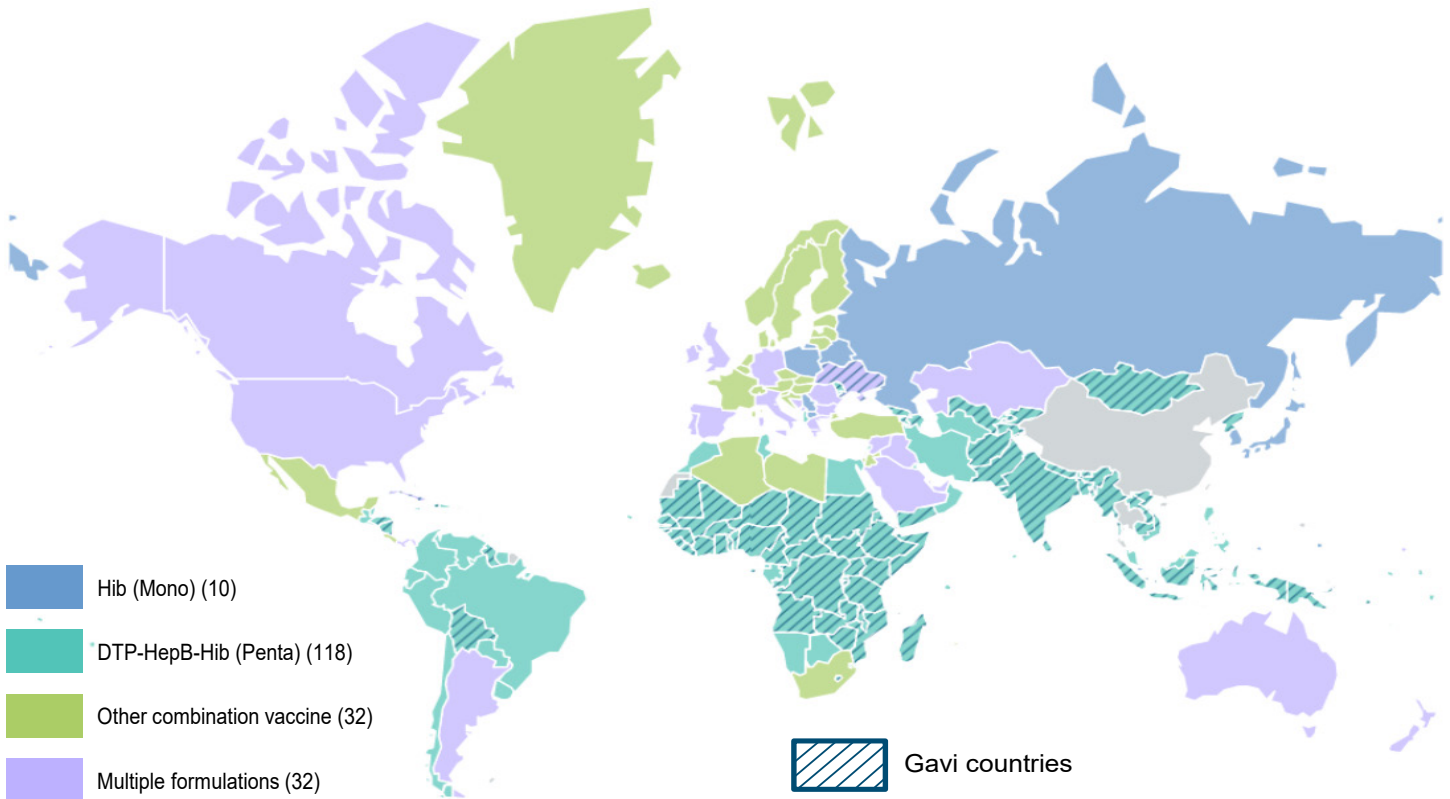 Hib (Mono) (10)
DTP-HepB-Hib (Penta) (118)
Other combination vaccine (32)
Multiple formulations (32)
Gavi countries